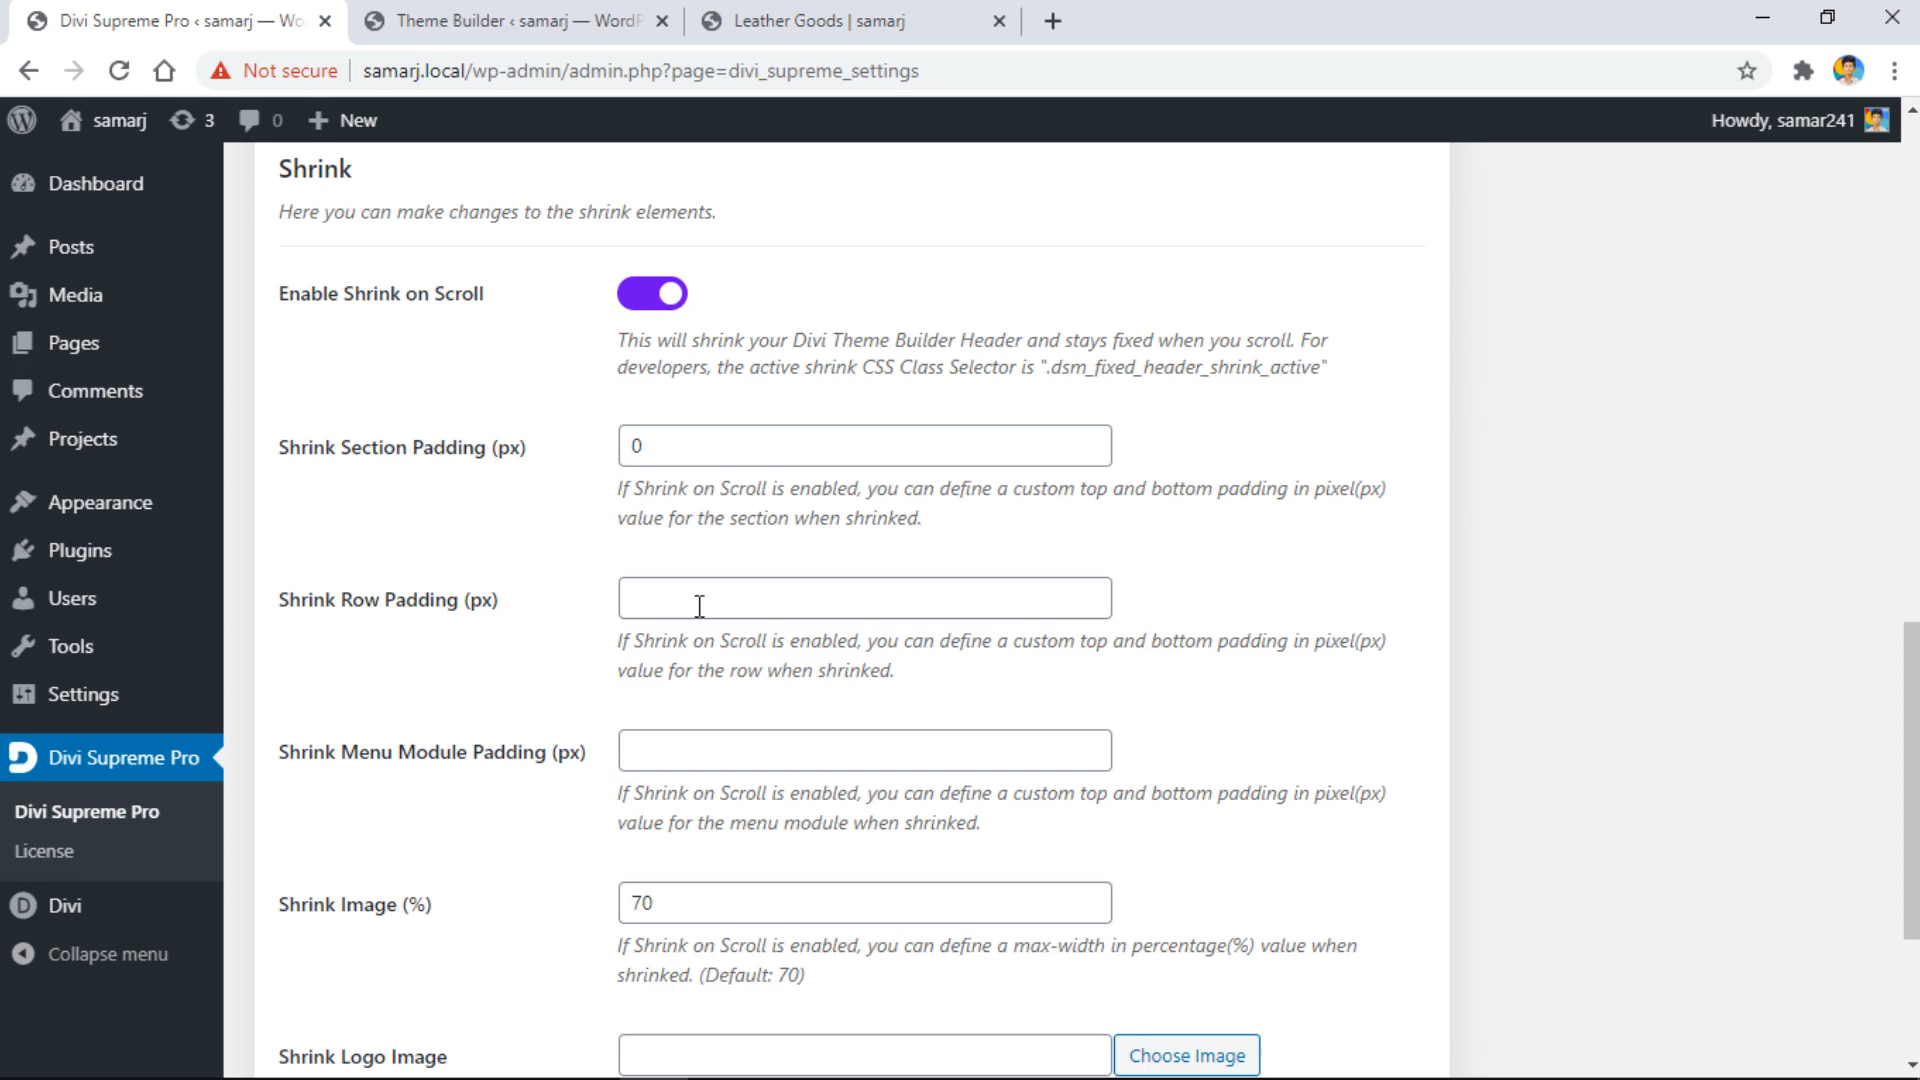 Divi Supreme Pro ‹ samarj — Wo
Theme Builder ‹ samarj — WordP
Leather Goods | samarj
Not secure
samarj.local/wp-admin/admin.php?page=divi_supreme_settings
samarj
3
0
New
Howdy, samar241
Dashboard
Posts
Media
Pages
Comments
Projects
Appearance
Plugins
Users
Tools
Settings
Divi Supreme Pro
Divi Supreme Pro
License
Divi
Collapse menu
Shrink
Here you can make changes to the shrink elements.
Enable Shrink on Scroll
This will shrink your Divi Theme Builder Header and stays fixed when you scroll. For
developers, the active shrink CSS Class Selector is ".dsm_fixed_header_shrink_active"
Shrink Section Padding (px)
0
If Shrink on Scroll is enabled, you can define a custom top and bottom padding in pixel(px)
value for the section when shrinked.
Shrink Row Padding (px)
If Shrink on Scroll is enabled, you can define a custom top and bottom padding in pixel(px)
value for the row when shrinked.
Shrink Menu Module Padding (px)
If Shrink on Scroll is enabled, you can define a custom top and bottom padding in pixel(px)
value for the menu module when shrinked.
Shrink Image (%)
70
If Shrink on Scroll is enabled, you can define a max-width in percentage(%) value when
shrinked. (Default: 70)
Shrink Logo Image
Choose Image